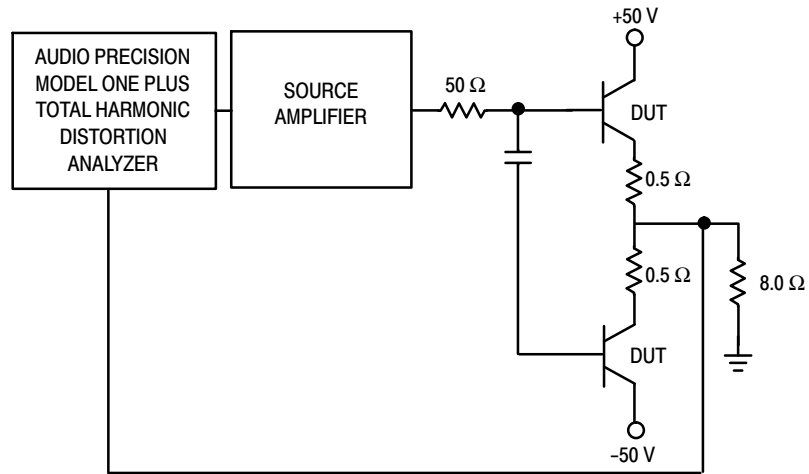 AUDIO PRECISION
MODEL ONE PLUS
TOTAL HARMONIC
DISTORTION
ANALYZER
SOURCE
AMPLIFIER
50 Ω
+50 V
DUT
0.5 Ω
0.5 Ω
8.0 Ω
DUT
−50 V